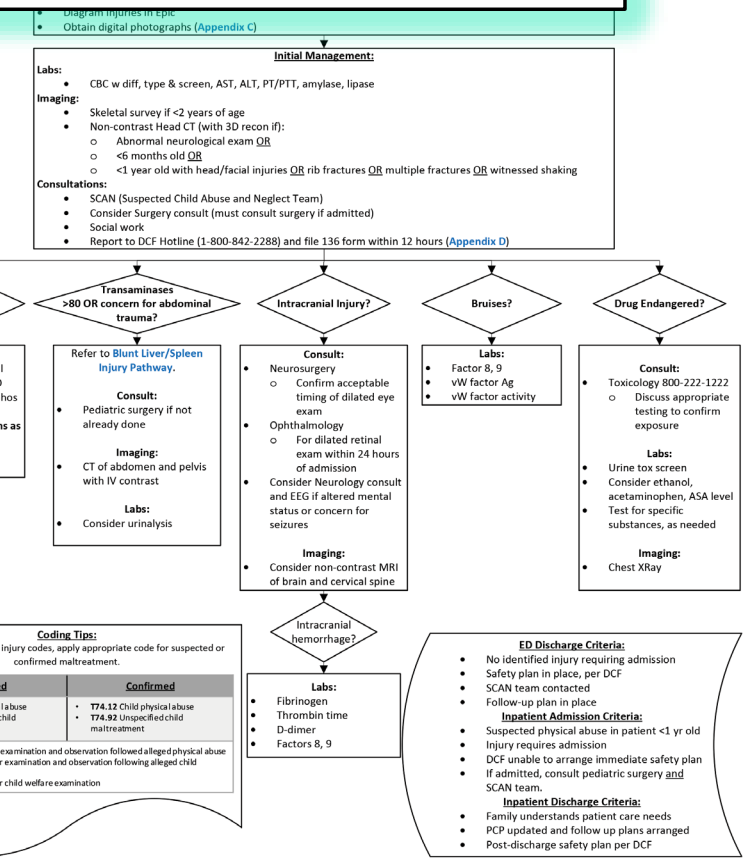 Diagram injuries in Epic
• Obtain digital photographs (Appendix C)
Initial Management:
Labs:
• CBC w diff, type & screen, AST, ALT, PT/PTT, amylase, lipase
Imaging:
• Skeletal survey if <2 years of age
• Non-contrast Head CT (with 3D recon if):
o Abnormal neurological exam OR
o <6 months old OR
o <1 year old with head/facial injuries OR rib fractures OR multiple fractures OR witnessed shaking
Consultations:
• SCAN (Suspected Child Abuse and Neglect Team)
• Consider Surgery consult (must consult surgery if admitted)
• Social work
• Report to DCF Hotline (1-800-842-2288) and file 136 form within 12 hours (Appendix D)
l
hos
ns as
Transaminases
>80 OR concern for abdominal
trauma?
Refer to Blunt Liver/Spleen
Injury Pathway.
Consult:
• Pediatric surgery if not
already done
Imaging:
• CT of abdomen and pelvis
with IV contrast
Labs:
• Consider urinalysis
Intracranial Injury?
Consult:
• Neurosurgery
o Confirm acceptable
timing of dilated eye
exam
• Ophthalmology
o For dilated retinal
exam within 24 hours
of admission
• Consider Neurology consult
and EEG if altered mental
status or concern for
seizures
Imaging:
• Consider non-contrast MRI
of brain and cervical spine
Intracranial
hemorrhage?
Labs:
• Fibrinogen
• Thrombin time
• D-dimer
• Factors 8, 9
Bruises?
Labs:
• Factor 8, 9
• vW factor Ag
• vW factor activity
Drug Endangered?
Consult:
• Toxicology 800-222-1222
o Discuss appropriate
testing to confirm
exposure
Labs:
• Urine tox screen
• Consider ethanol,
acetaminophen, ASA level
• Test for specific
substances, as needed
Imaging:
• Chest XRay
Coding Tips:
injury codes, apply appropriate code for suspected or
confirmed maltreatment.
ed
Confirmed
l abuse
child
• T74.12 Child physical abuse
• T74.92 Unspecified child
maltreatment
examination and observation followed alleged physical abuse
r examination and observation following alleged child
r child welfare examination
ED Discharge Criteria:
• No identified injury requiring admission
• Safety plan in place, per DCF
• SCAN team contacted
• Follow-up plan in place
Inpatient Admission Criteria:
• Suspected physical abuse in patient <1 yr old
• Injury requires admission
• DCF unable to arrange immediate safety plan
• If admitted, consult pediatric surgery and
SCAN team.
Inpatient Discharge Criteria:
• Family understands patient care needs
• PCP updated and follow up plans arranged
• Post-discharge safety plan per DCF